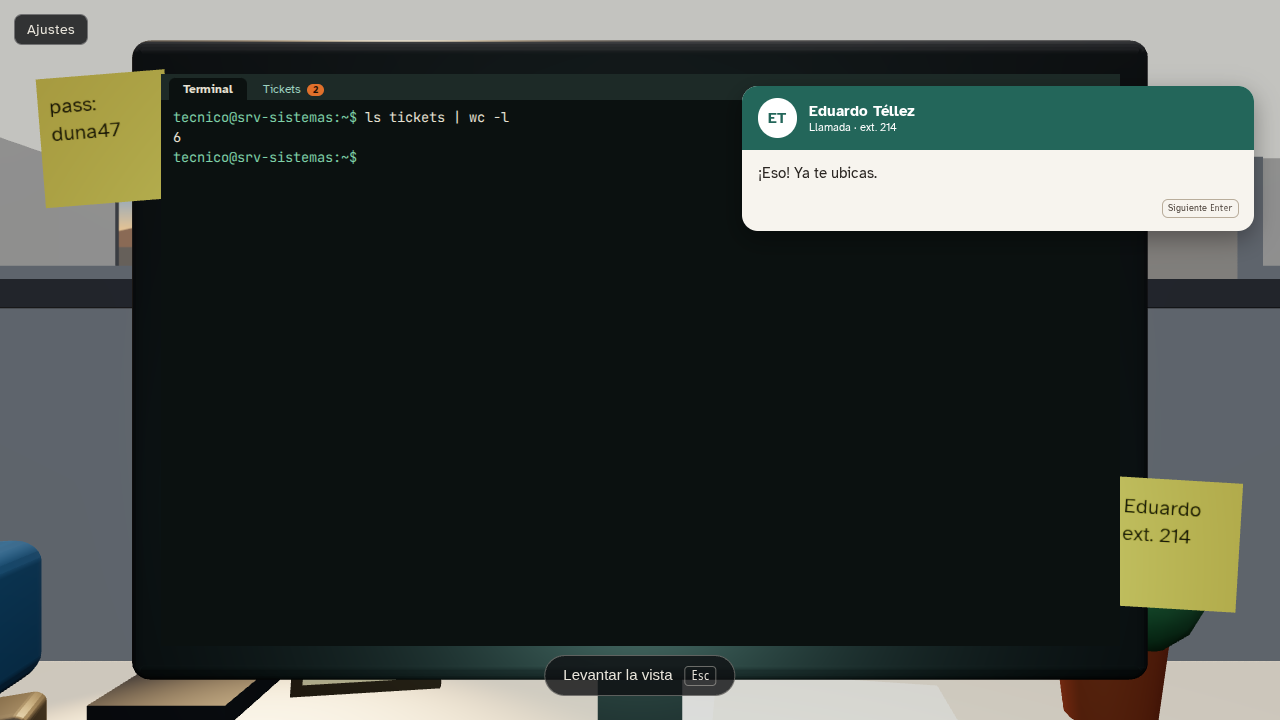 Ajustes
pass:
duna47
Terminal
Tickets 2
tecnico@srv-sistemas:~$ ls tickets | wc -l
6
tecnico@srv-sistemas:~$
ET
Eduardo Téllez
Llamada · ext. 214
¡Eso! Ya te ubicas.
Siguiente Enter
Eduardo
ext. 214
Levantar la vista Esc